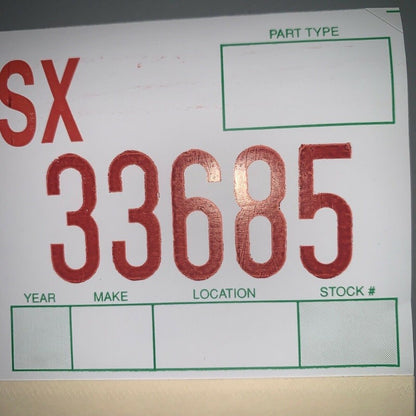 PART TYPE
SX
33685
YEAR MAKE LOCATION STOCK #